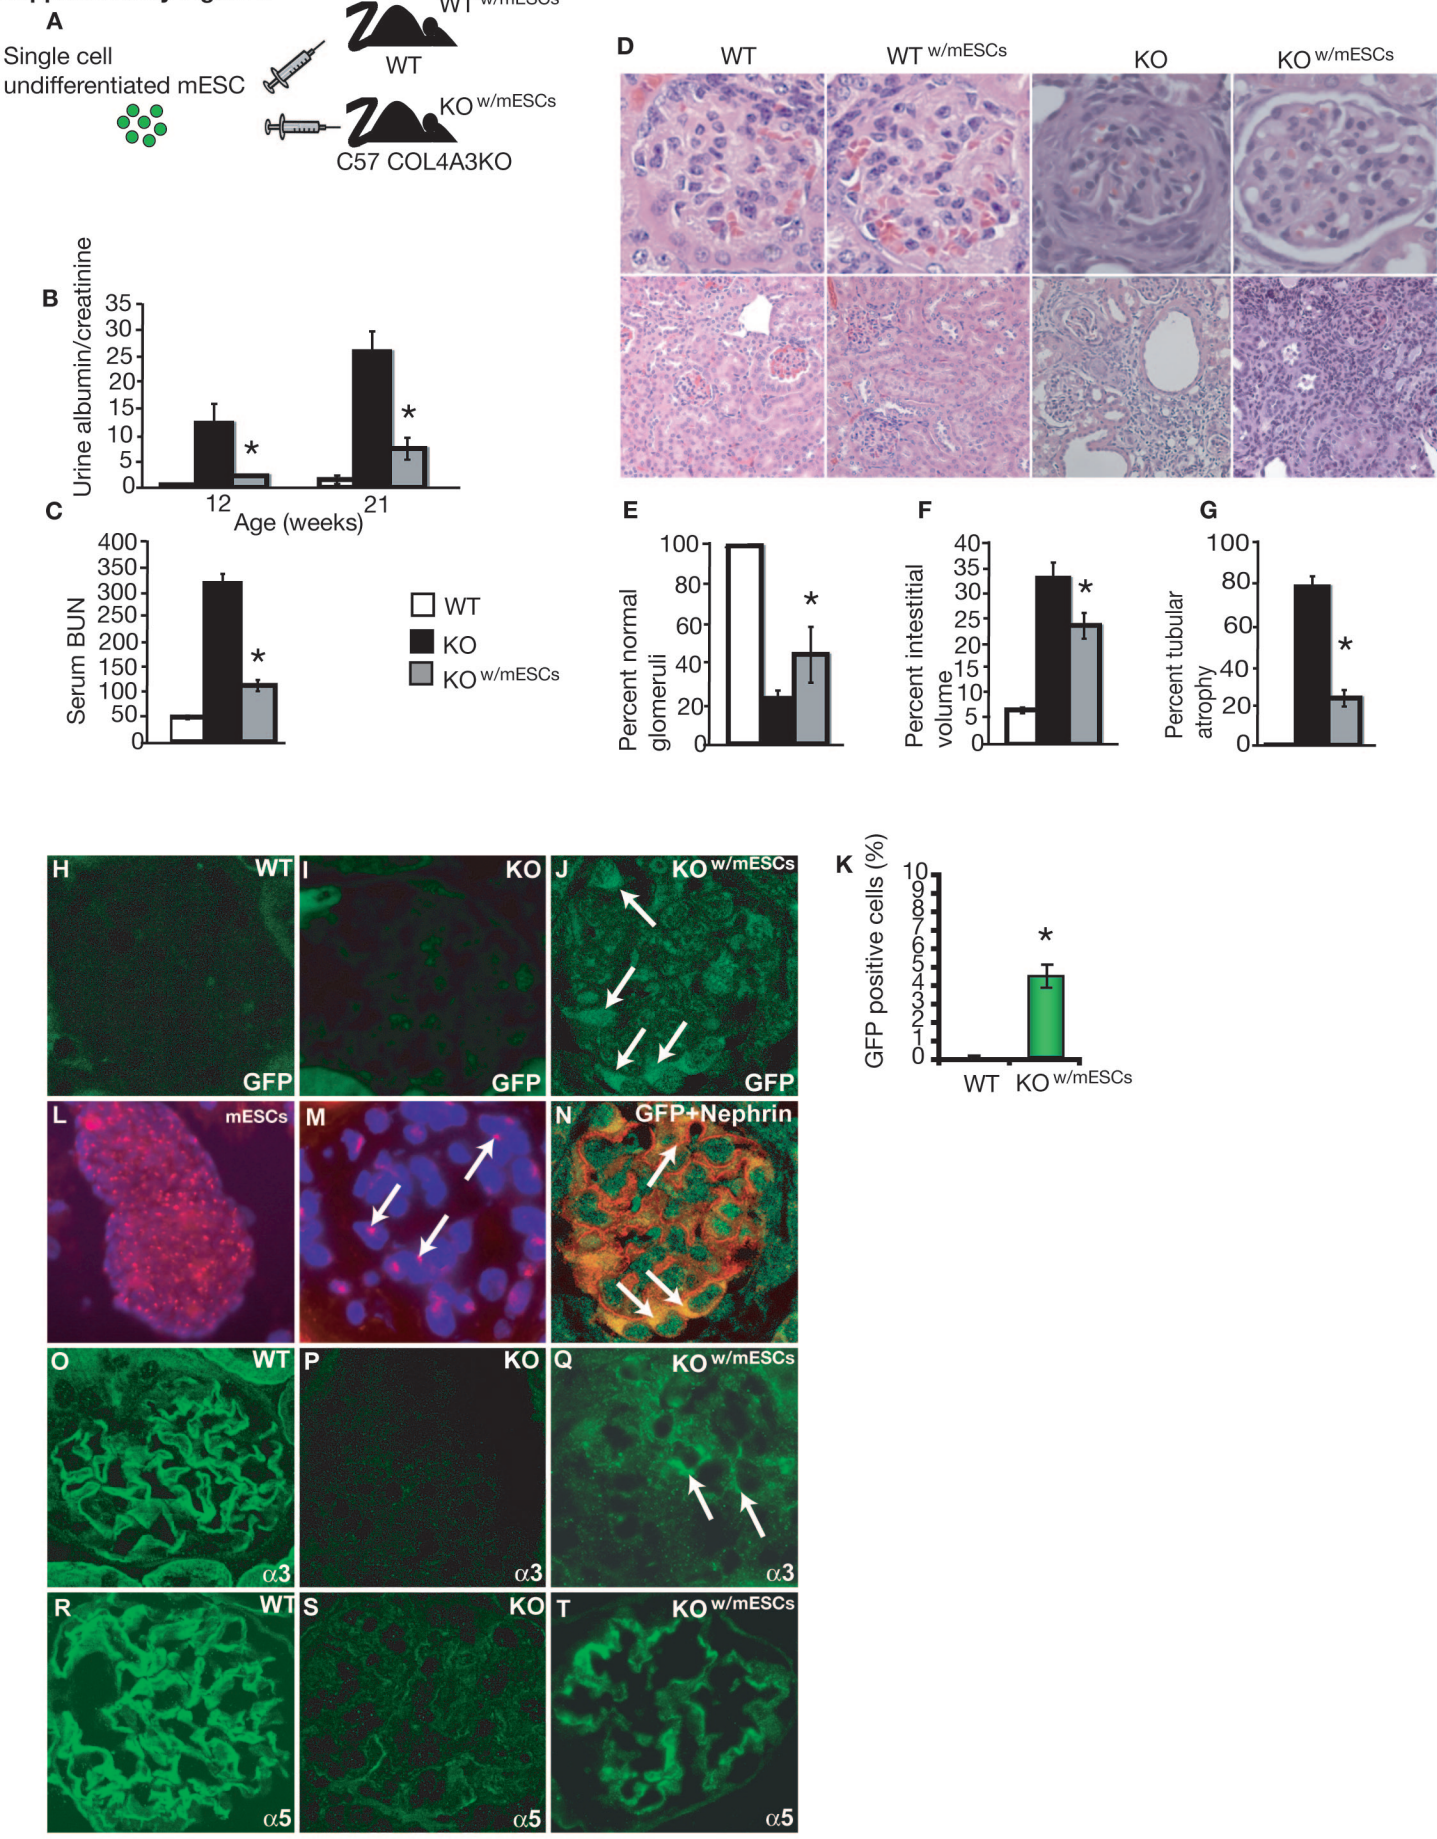 A
Single cell
undifferentiated mESC
WT w/mESCs
WT
KO w/mESCs
C57 COL4A3KO
B
Urine albumin/creatinine
35
30
25
20
15
10
5
0
*
*
12
21
Age (weeks)
C
Serum BUN
400
350
300
250
200
150
100
50
0
*
WT
KO
KO w/mESCs
D
WT
WT w/mESCs
KO
KO w/mESCs
E
Percent normal
glomeruli
100
80
60
40
20
0
*
F
Percent intestitial
volume
40
35
30
25
20
15
10
5
0
*
G
Percent tubular
atrophy
100
80
60
40
20
0
*
H
WT
GFP
I
KO
GFP
J
KO w/mESCs
GFP
K
GFP positive cells (%)
10
9
8
7
6
5
4
3
2
1
0
*
WT
KO w/mESCs
L
mESCs
M
N
GFP+Nephrin
O
WT
α3
P
KO
α3
Q
KO w/mESCs
α3
R
WT
α5
S
KO
α5
T
KO w/mESCs
α5